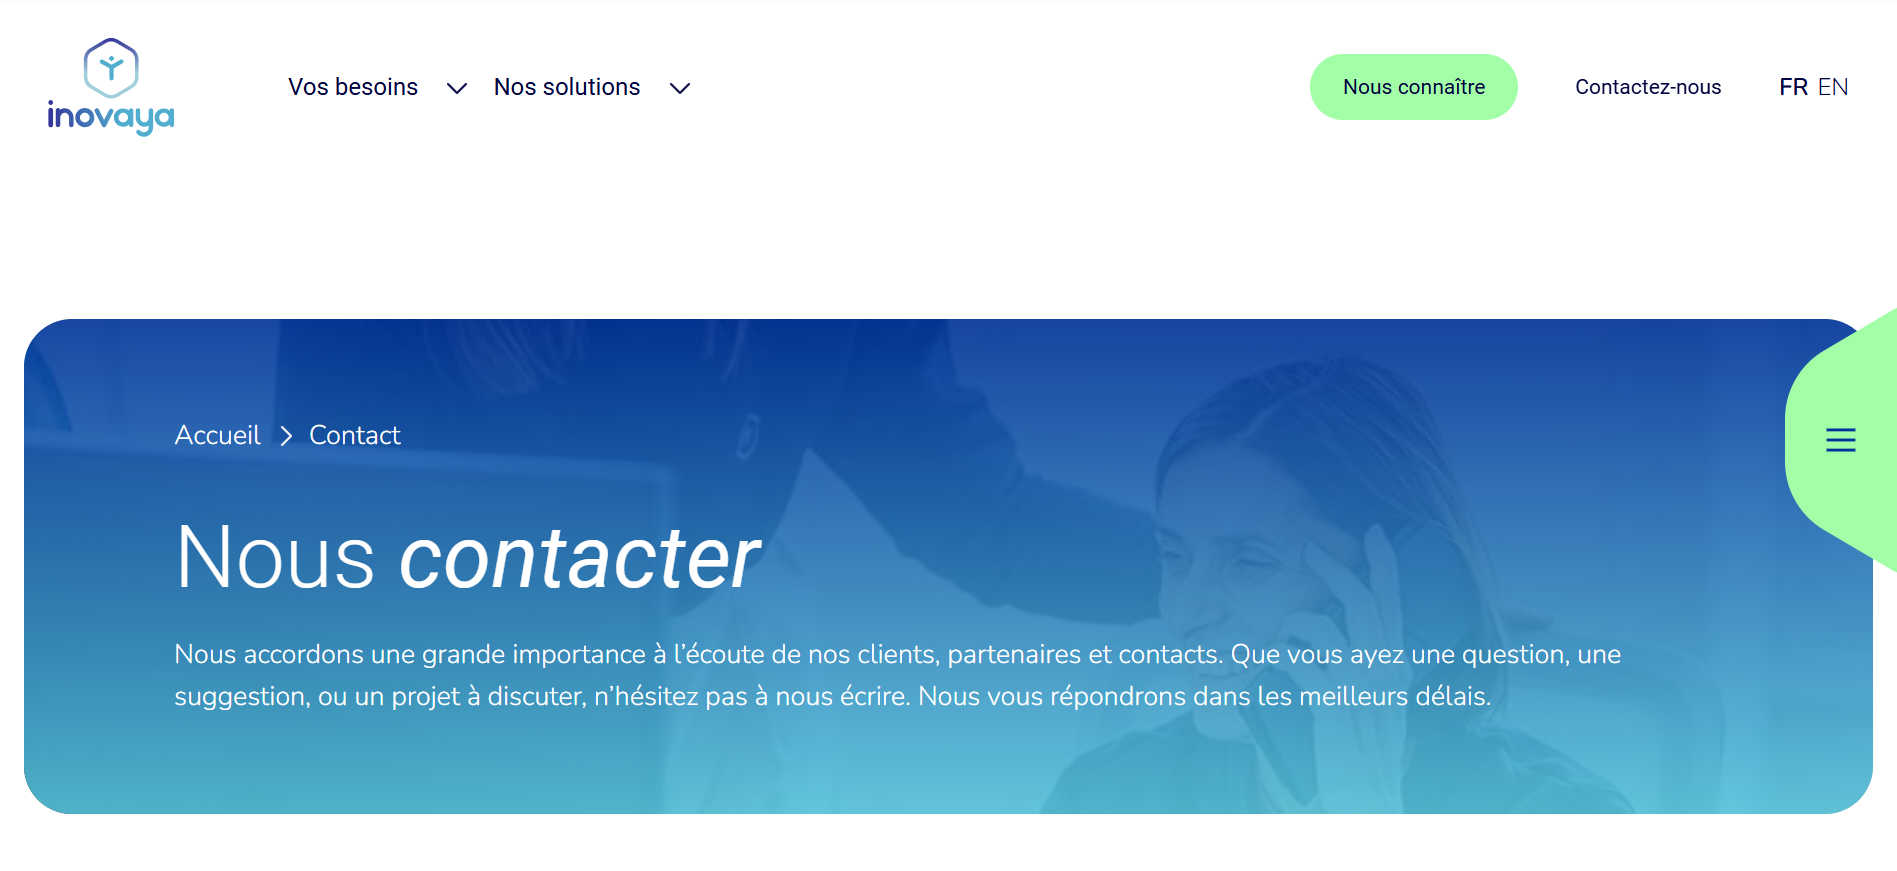 inovaya
Vos besoins
Nos solutions
Nous connaître
Contactez-nous
FR EN
Accueil
Contact
Nous contacter
Nous accordons une grande importance à l’écoute de nos clients, partenaires et contacts. Que vous ayez une question, une
suggestion, ou un projet à discuter, n’hésitez pas à nous écrire. Nous vous répondrons dans les meilleurs délais.